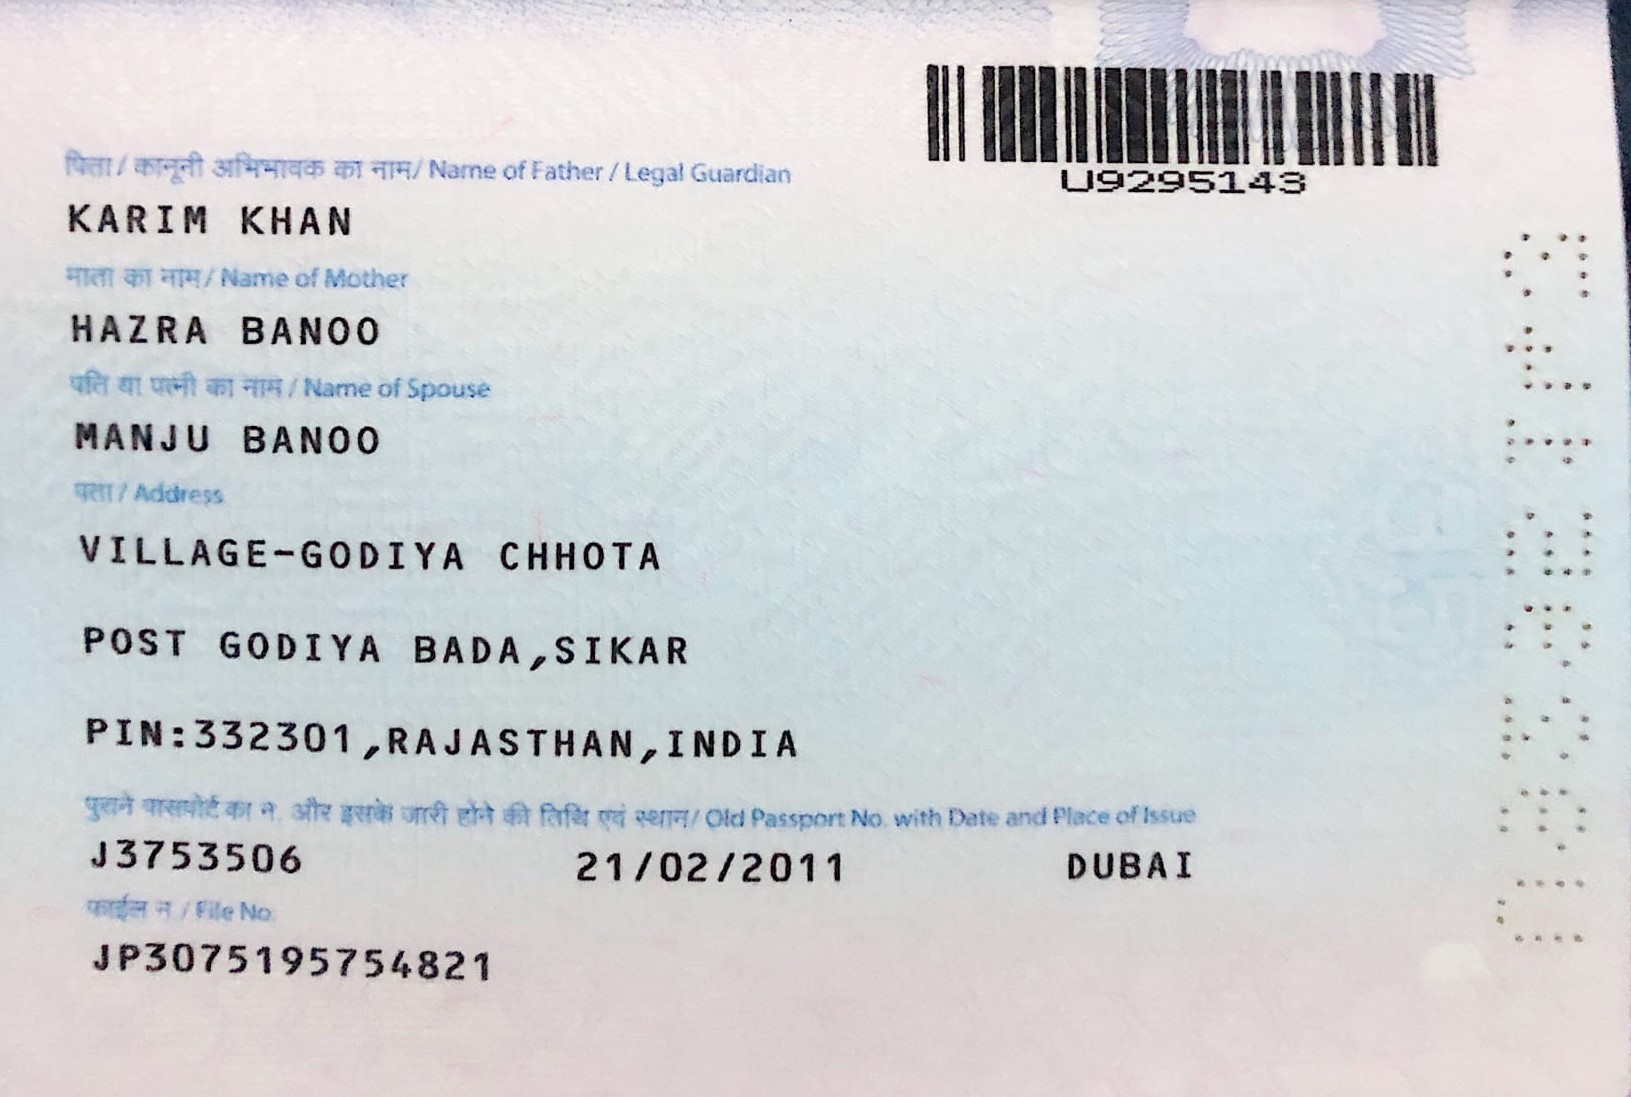 U9295143
पिता / कानूनी अभिभावक का नाम / Name of Father / Legal Guardian
KARIM KHAN
माता का नाम / Name of Mother
HAZRA BANOO
पति या पत्नी का नाम / Name of Spouse
MANJU BANOO
पता / Address
VILLAGE-GODIYA CHHOTA
POST GODIYA BADA,SIKAR
PIN:332301,RAJASTHAN,INDIA
पुराने पासपोर्ट का न. और इसके जारी होने की तिथि एवं स्थान / Old Passport No. with Date and Place of Issue
J3753506 21/02/2011 DUBAI
फाईल न / File No.
JP3075195754821
U9295143